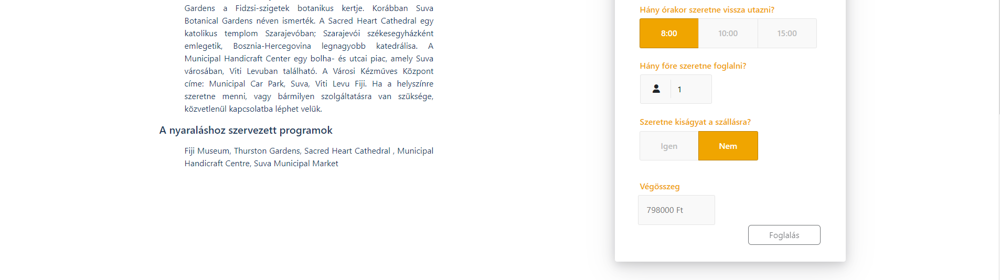 Gardens a Fidzsi-szigetek botanikus kertje. Korábban Suva
Botanical Gardens néven ismerték. A Sacred Heart Cathedral egy
katolikus templom Szarajevóban; Szarajevói székesegyházként
emlegetik, Bosznia-Hercegovina legnagyobb katedrálisa. A
Municipal Handicraft Center egy bolha- és utcai piac, amely Suva
városában, Viti Levuban található. A Városi Kézműves Központ
címe: Municipal Car Park, Suva, Viti Levu Fiji. Ha a helyszínre
szeretne menni, vagy bármilyen szolgáltatásra van szüksége,
közvetlenül kapcsolatba léphet velük.
A nyaraláshoz szervezett programok
Fiji Museum, Thurston Gardens, Sacred Heart Cathedral , Municipal
Handicraft Centre, Suva Municipal Market
Hány órakor szeretne vissza utazni?
8:00 10:00 15:00
Hány főre szeretne foglalni?
1
Szeretne kiságyat a szállásra?
Igen Nem
Végösszeg
798000 Ft
Foglalás